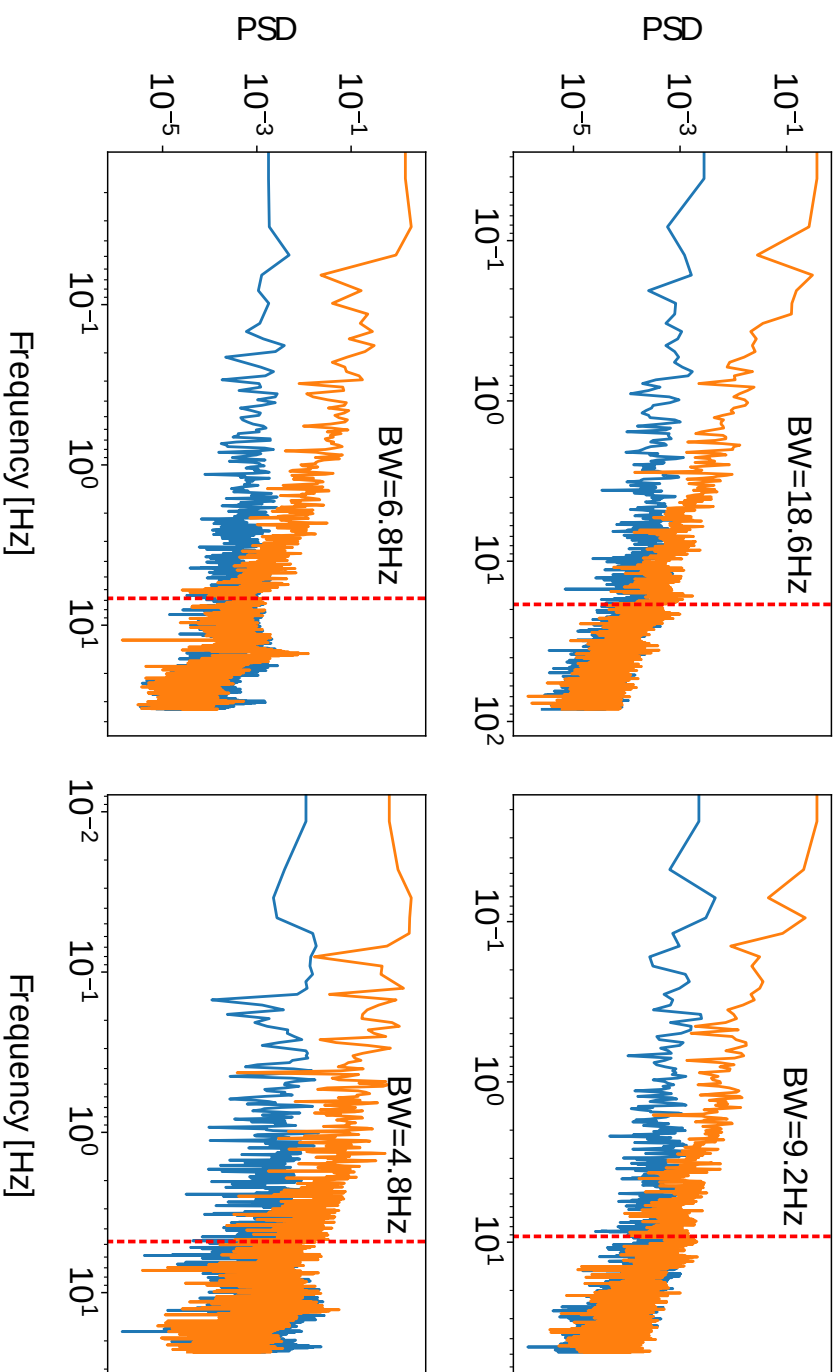 BW=18.6Hz
BW=9.2Hz
PSD
10⁻¹
10⁻³
10⁻⁵
10⁻¹ 10⁰ 10¹ 10²
10⁻¹ 10⁰ 10¹
BW=6.8Hz
BW=4.8Hz
PSD
10⁻¹
10⁻³
10⁻⁵
10⁻¹ 10⁰ 10¹
10⁻² 10⁻¹ 10⁰ 10¹
Frequency [Hz]
Frequency [Hz]